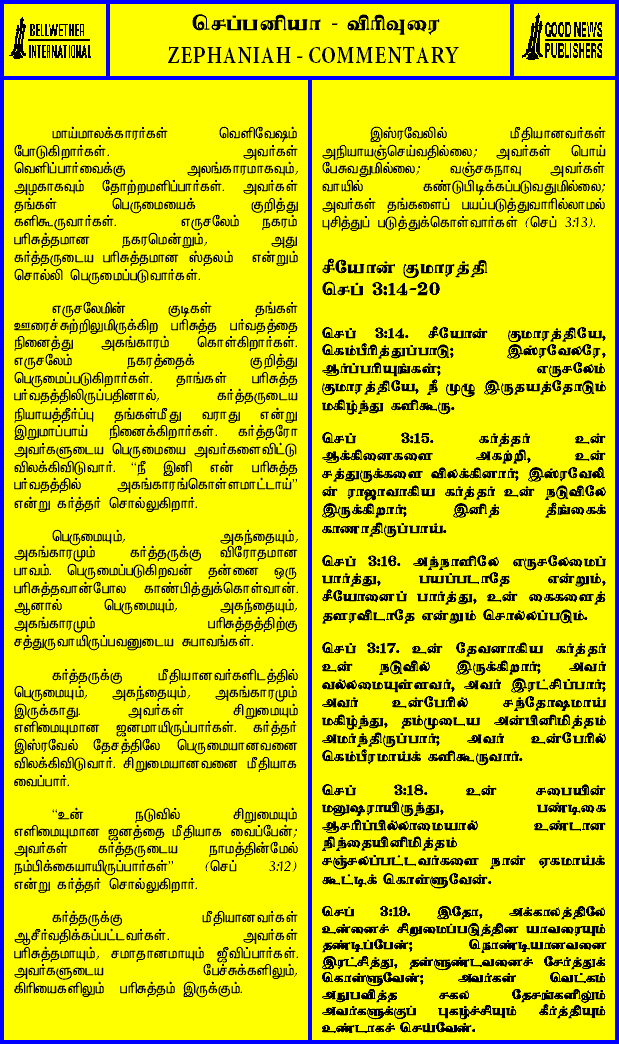 BELLWETHER
INTERNATIONAL
செப்பனியா - விரிவுரை
ZEPHANIAH - COMMENTARY
GOOD NEWS
PUBLISHERS
மாய்மாலக்காரர்கள் வெளிவேஷம்
போடுகிறார்கள். அவர்கள்
வெளிப்பார்வைக்கு அலங்காரமாகவும்,
அழகாகவும் தோற்றமளிப்பார்கள். அவர்கள்
தங்கள் பெருமையைக் குறித்து
களிகூருவார்கள். எருசலேம் நகரம்
பரிசுத்தமான நகரமென்றும், அது
கர்த்தருடைய பரிசுத்தமான ஸ்தலம் என்றும்
சொல்லி பெருமைப்படுவார்கள்.
எருசலேமின் குடிகள் தங்கள்
ஊரைச்சுற்றிலுமிருக்கிற பரிசுத்த பர்வதத்தை
நினைத்து அகங்காரம் கொள்கிறார்கள்.
எருசலேம் நகரத்தைக் குறித்து
பெருமைப்படுகிறார்கள். தாங்கள் பரிசுத்த
பர்வதத்திலிருப்பதினால், கர்த்தருடைய
நியாயத்தீர்ப்பு தங்கள்மீது வராது என்று
இறுமாப்பாய் நினைக்கிறார்கள். கர்த்தரோ
அவர்களுடைய பெருமையை அவர்களைவிட்டு
விலக்கிவிடுவார். “நீ இனி என் பரிசுத்த
பர்வதத்தில் அகங்காரங்கொள்ளமாட்டாய்”
என்று கர்த்தர் சொல்லுகிறார்.
பெருமையும், அகந்தையும்,
அகங்காரமும் கர்த்தருக்கு விரோதமான
பாவம். பெருமைப்படுகிறவன் தன்னை ஒரு
பரிசுத்தவான்போல காண்பித்துக்கொள்வான்.
ஆனால் பெருமையும், அகந்தையும்,
அகங்காரமும் பரிசுத்தத்திற்கு
சத்துருவாயிருப்பவனுடைய சுபாவங்கள்.
கர்த்தருக்கு மீதியானவர்களிடத்தில்
பெருமையும், அகந்தையும், அகங்காரமும்
இருக்காது. அவர்கள் சிறுமையும்
எளிமையுமான ஜனமாயிருப்பார்கள். கர்த்தர்
இஸ்ரவேல் தேசத்திலே பெருமையானவனை
விலக்கிவிடுவார். சிறுமையானவனை மீதியாக
வைப்பார்.
“உன் நடுவில் சிறுமையும்
எளிமையுமான ஜனத்தை மீதியாக வைப்பேன்;
அவர்கள் கர்த்தருடைய நாமத்தின்மேல்
நம்பிக்கையாயிருப்பார்கள்” (செப் 3:12)
என்று கர்த்தர் சொல்லுகிறார்.
கர்த்தருக்கு மீதியானவர்கள்
ஆசீர்வதிக்கப்பட்டவர்கள். அவர்கள்
பரிசுத்தமாயும், சமாதானமாயும் ஜீவிப்பார்கள்.
அவர்களுடைய பேச்சுக்களிலும்,
கிரியைகளிலும் பரிசுத்தம் இருக்கும்.
இஸ்ரவேலில் மீதியானவர்கள்
அநியாயஞ்செய்வதில்லை; அவர்கள் பொய்
பேசுவதுமில்லை; வஞ்சகநாவு அவர்கள்
வாயில் கண்டுபிடிக்கப்படுவதுமில்லை;
அவர்கள் தங்களைப் பயப்படுத்துவாரில்லாமல்
புசித்துப் படுத்துக்கொள்வார்கள் (செப் 3:13).
சீயோன் குமாரத்தி
செப் 3:14-20
செப் 3:14. சீயோன் குமாரத்தியே,
கெம்பீரித்துப்பாடு; இஸ்ரவேலரே,
ஆர்ப்பரியுங்கள்; எருசலேம்
குமாரத்தியே, நீ முழு இருதயத்தோடும்
மகிழ்ந்து களிகூரு.
செப் 3:15. கர்த்தர் உன்
ஆக்கினைகளை அகற்றி, உன்
சத்துருக்களை விலக்கினார்; இஸ்ரவேலி
ன் ராஜாவாகிய கர்த்தர் உன் நடுவிலே
இருக்கிறார்; இனித் தீங்கைக்
காணாதிருப்பாய்.
செப் 3:16. அந்நாளிலே எருசலேமைப்
பார்த்து, பயப்படாதே என்றும்,
சீயோனைப் பார்த்து, உன் கைகளைத்
தளரவிடாதே என்றும் சொல்லப்படும்.
செப் 3:17. உன் தேவனாகிய கர்த்தர்
உன் நடுவில் இருக்கிறார்; அவர்
வல்லமையுள்ளவர், அவர் இரட்சிப்பார்;
அவர் உன்பேரில் சந்தோஷமாய்
மகிழ்ந்து, தம்முடைய அன்பினிமித்தம்
அமர்ந்திருப்பார்; அவர் உன்பேரில்
கெம்பீரமாய்க் களிகூருவார்.
செப் 3:18. உன் சபையின்
மனுஷராயிருந்து, பண்டிகை
ஆசரிப்பில்லாமையால் உண்டான
நிந்தையினிமித்தம்
சஞ்சலப்பட்டவர்களை நான் ஏகமாய்க்
கூட்டிக் கொள்ளுவேன்.
செப் 3:19. இதோ, அக்காலத்திலே
உன்னைச் சிறுமைப்படுத்தின யாவரையும்
தண்டிப்பேன்; நொண்டியானவனை
இரட்சித்து, தள்ளுண்டவனைச் சேர்த்துக்
கொள்ளுவேன்; அவர்கள் வெட்கம்
அநுபவித்த சகல தேசங்களிலும்
அவர்களுக்குப் புகழ்ச்சியும் கீர்த்தியும்
உண்டாகச் செய்வேன்.